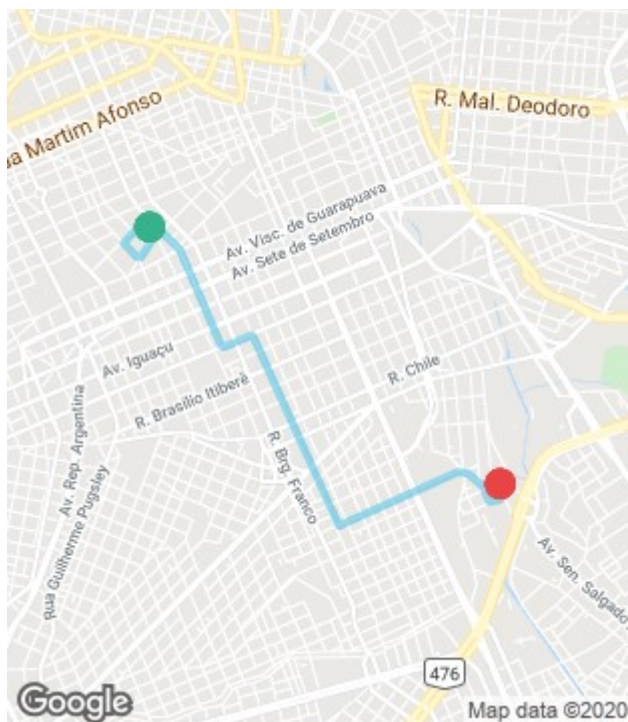 R. Mal. Deodoro
Martim Afonso
Av. Visc. de Guarapuava
Av. Sete de Setembro
Av. Iguaçu
R. Chile
R. Brasílio Itiberê
Av. Rep. Argentina
R. Brg. Franco
Rua Guilherme Pugsley
Av. Sen. Salgado
476
Google
Map data ©2020